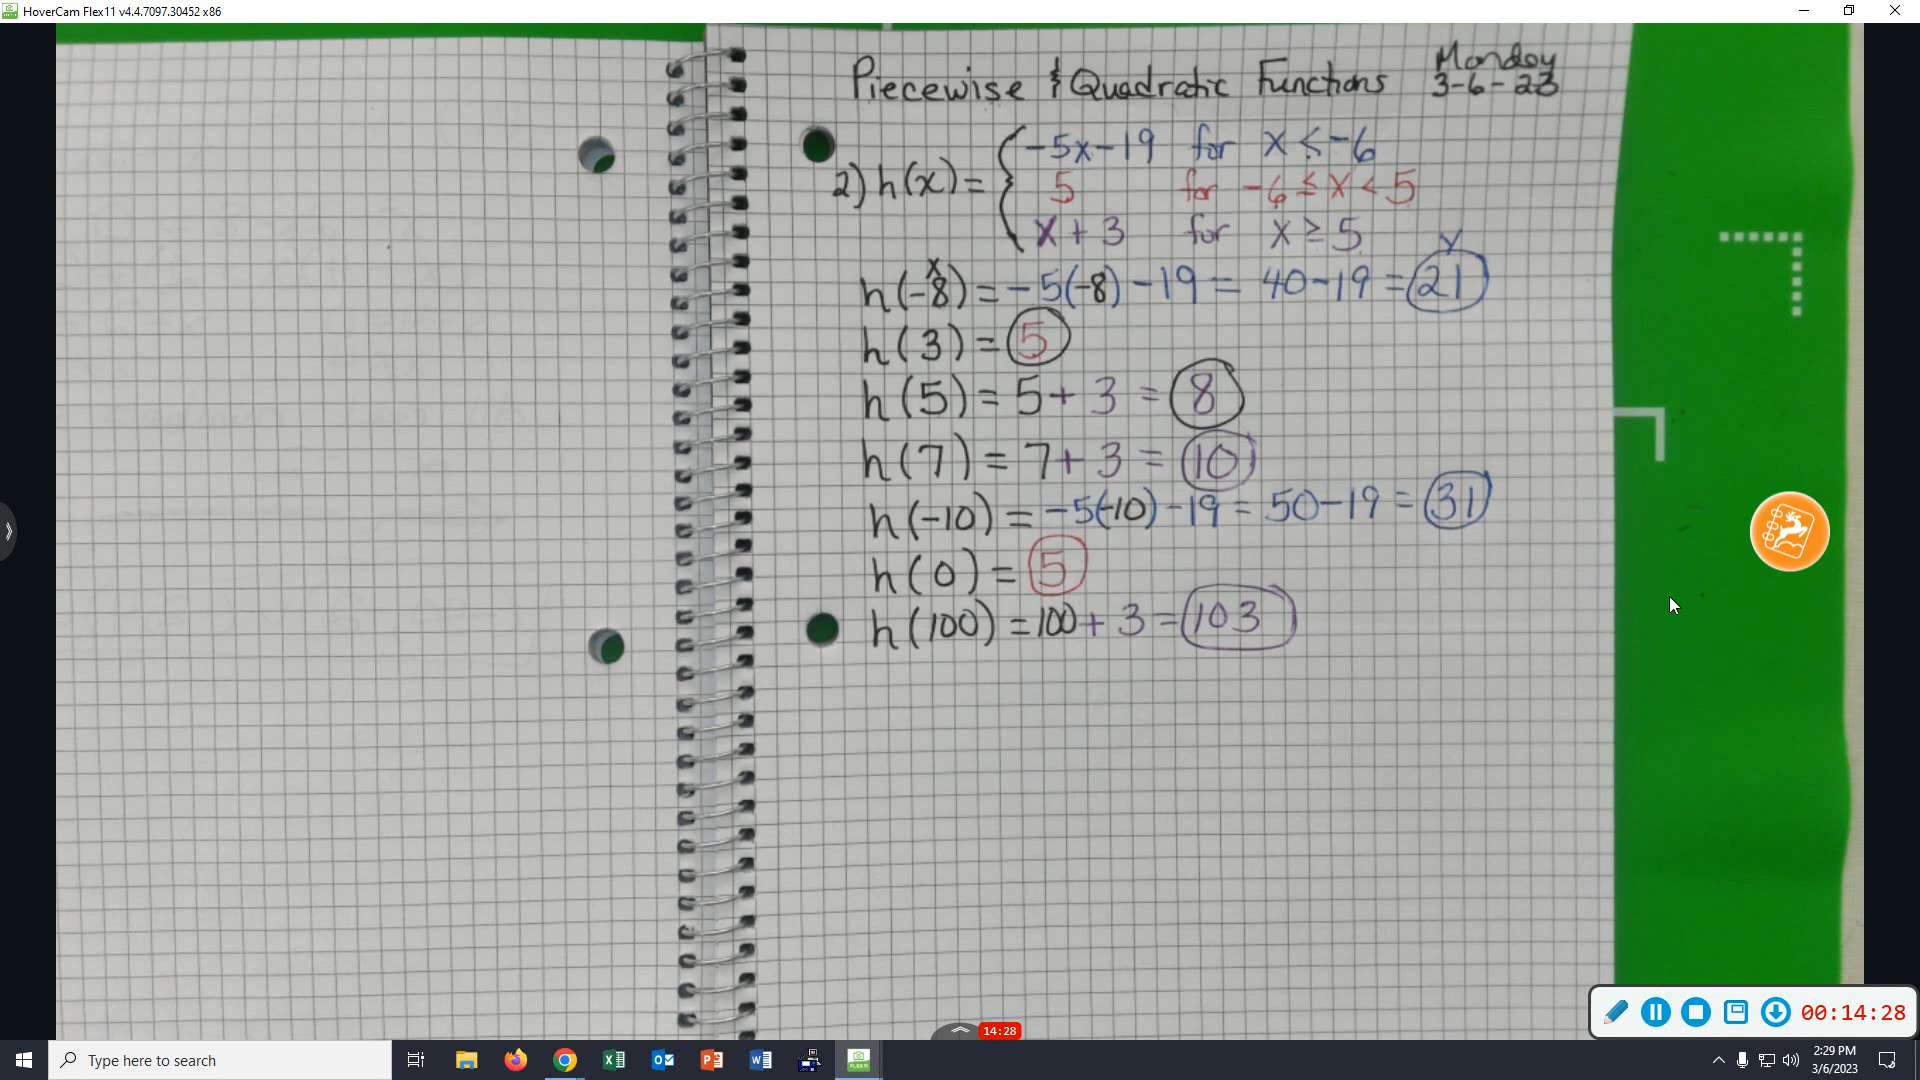 HoverCam Flex11 v4.4.7097.30452 x86
Piecewise & Quadratic Functions Monday
3-6-23
2) h(x) = { -5x-19 for x < -6
5 for -6 ≤ x < 5
x + 3 for x ≥ 5
x y
h(-8) = -5(-8) - 19 = 40 - 19 = 21
h(3) = 5
h(5) = 5 + 3 = 8
h(7) = 7 + 3 = 10
h(-10) = -5(-10) - 19 = 50 - 19 = 31
h(0) = 5
h(100) = 100 + 3 = 103
00:14:28
14:28
Type here to search
2:29 PM
3/6/2023